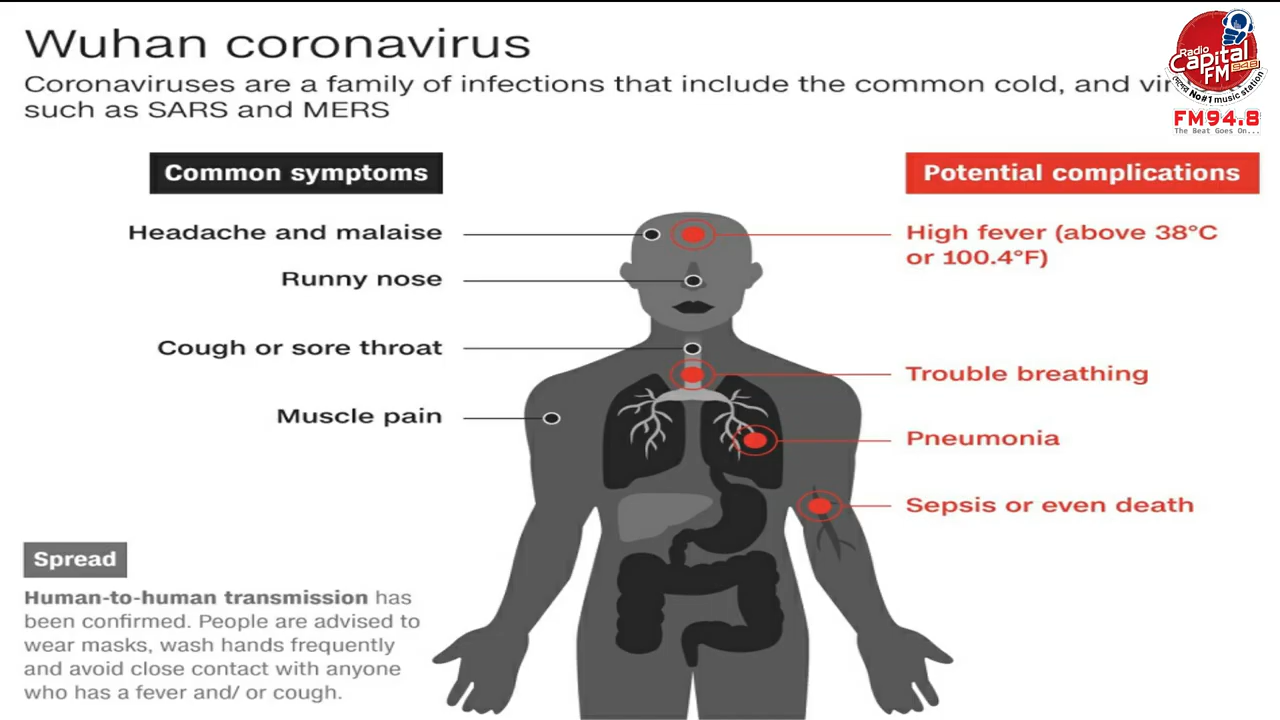 Wuhan coronavirus
Coronaviruses are a family of infections that include the common cold, and
such as SARS and MERS
Radio
Capital
FM 94.8
No#1 music station
FM94.8
The Beat Goes On...
Common symptoms
Headache and malaise
Runny nose
Cough or sore throat
Muscle pain
Potential complications
High fever (above 38°C
or 100.4°F)
Trouble breathing
Pneumonia
Sepsis or even death
Spread
Human-to-human transmission has
been confirmed. People are advised to
wear masks, wash hands frequently
and avoid close contact with anyone
who has a fever and/ or cough.